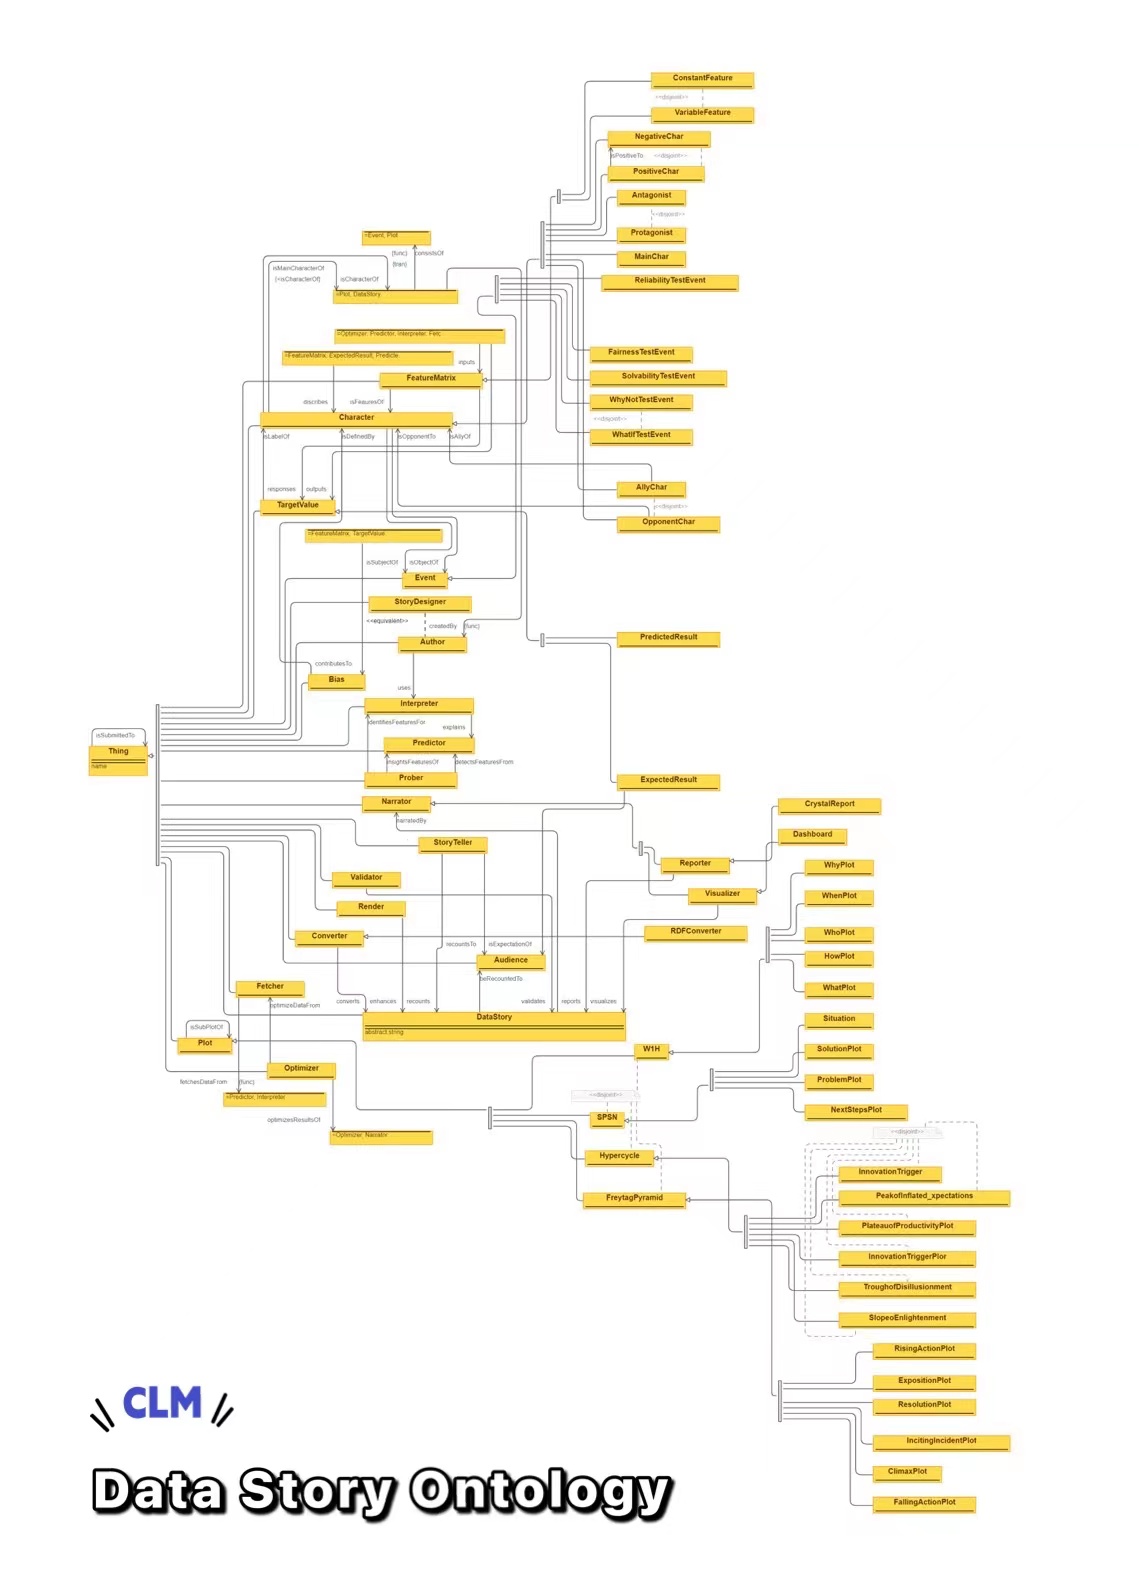 ConstantFeature
<<disjoint>>
VariableFeature
NegativeChar
isPositiveTo
<<disjoint>>
PositiveChar
Antagonist
<<disjoint>>
Protagonist
MainChar
ReliabilityTestEvent
=Event, Plot
{func}
consistsOf
{tran}
isMainCharacterOf
{<isCharacterOf}
isCharacterOf
=Plot, DataStory
=Optimizer, Predictor, Interpreter, Fetc
=FeatureMatrix, ExpectedResult, Predicte
inputs
FairnessTestEvent
FeatureMatrix
SolvabilityTestEvent
discribes
isFeaturesOf
WhyNotTestEvent
Character
<<disjoint>>
isLabelOf
isDefinedBy
isOpponentTo
isAllyOf
WhatIfTestEvent
responses
outputs
AllyChar
TargetValue
<<disjoint>>
OpponentChar
=FeatureMatrix, TargetValue
isSubjectOf
isObjectOf
Event
StoryDesigner
<<equivalent>>
createdBy
{func}
Author
PredictedResult
contributesTo
Bias
uses
Interpreter
identifiesFeaturesFor
explains
isSubmittedTo
Predictor
Thing
name
insightsFeaturesOf
detectsFeaturesFrom
Prober
ExpectedResult
Narrator
CrystalReport
narratedBy
Dashboard
StoryTeller
Reporter
WhyPlot
Validator
Visualizer
WhenPlot
Render
Converter
RDFConverter
WhoPlot
recountsTo
isExpectationOf
HowPlot
Audience
beRecountedTo
Fetcher
WhatPlot
optimizeDataFrom
converts
enhances
recounts
validates
reports
visualizes
DataStory
abstract:string
isSubPlotOf
Plot
Situation
W1H
SolutionPlot
Optimizer
fetchesDataFrom
{func}
ProblemPlot
=Predictor, Interpreter
<<disjoint>>
SPSN
NextStepsPlot
optimizesResultsOf
=Optimizer, Narrator
<<disjoint>>
Hypercycle
InnovationTrigger
FreytagPyramid
PeakofInflated_xpectations
PlateauofProductivityPlot
InnovationTriggerPlor
TroughofDisillusionment
SlopeoEnlightenment
RisingActionPlot
ExpositionPlot
ResolutionPlot
IncitingIncidentPlot
ClimaxPlot
FallingActionPlot
CLM
Data Story Ontology